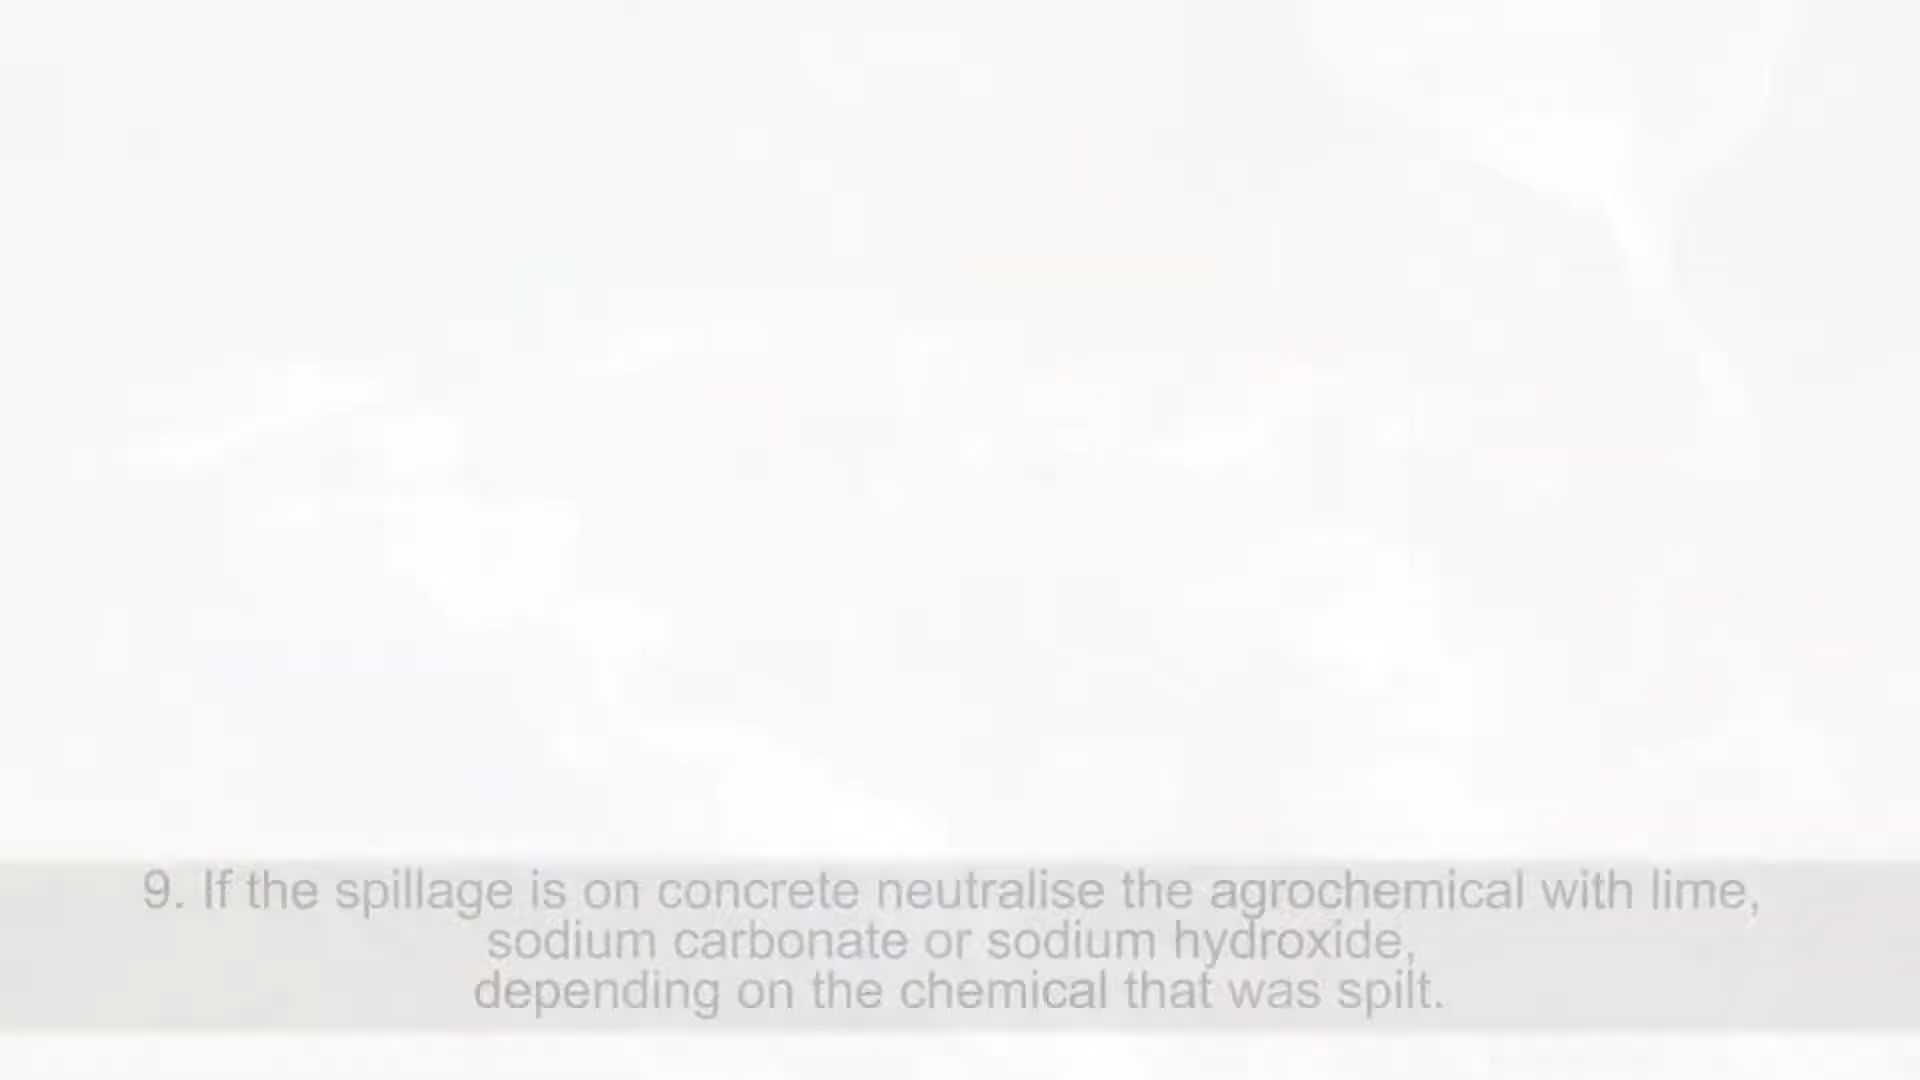 9. If the spillage is on concrete neutralise the agrochemical with lime,
sodium carbonate or sodium hydroxide,
depending on the chemical that was spilt.